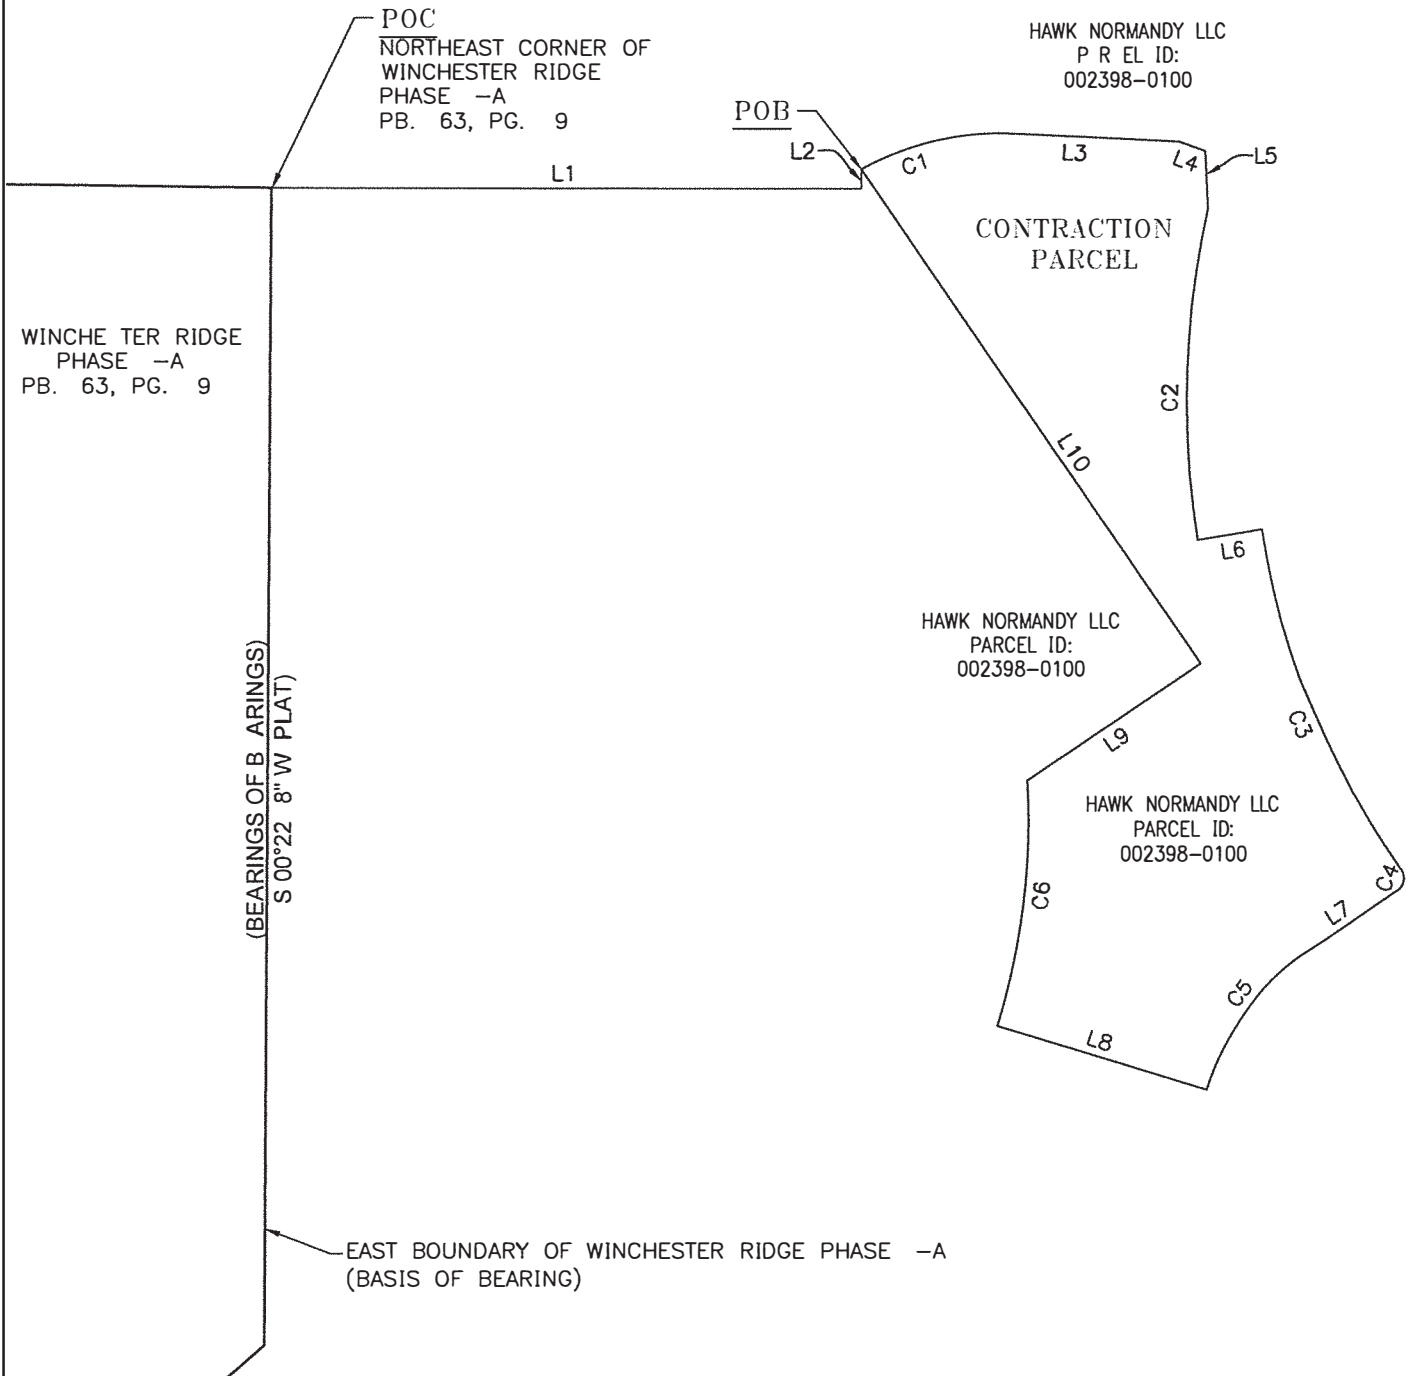 POC
NORTHEAST CORNER OF
WINCHESTER RIDGE
PHASE -A
PB. 63, PG. 9
HAWK NORMANDY LLC
P R EL ID:
002398-0100
POB
L2
L1
C1
L3
L4
L5
CONTRACTION
PARCEL
WINCHE TER RIDGE
PHASE -A
PB. 63, PG. 9
C2
L10
L6
HAWK NORMANDY LLC
PARCEL ID:
002398-0100
(BEARINGS OF B ARINGS)
S 00°22 8" W PLAT)
L9
C3
HAWK NORMANDY LLC
PARCEL ID:
002398-0100
C6
C4
L7
C5
L8
EAST BOUNDARY OF WINCHESTER RIDGE PHASE -A
(BASIS OF BEARING)